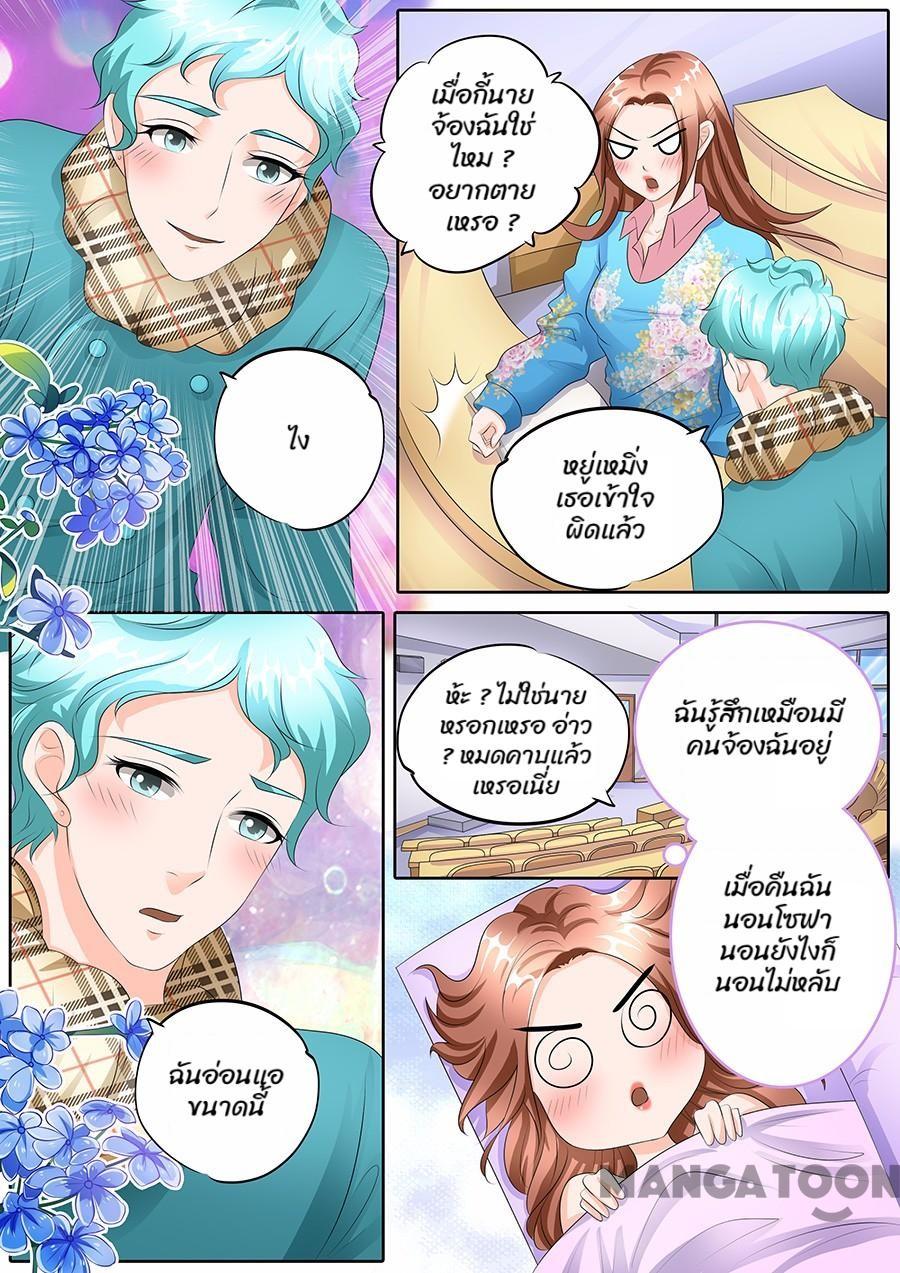 ไง
เมื่อกี้นาย
จ้องฉันใช่
ไหม ?
อยากตาย
เหรอ ?
หยู่เหมิ่ง
เธอเข้าใจ
ผิดแล้ว
ฉันอ่อนแอ
ขนาดนี้
ห้ะ ? ไม่ใช่นาย
หรอกเหรอ อ่าว
? หมดคาบแล้ว
เหรอเนี่ย
ฉันรู้สึกเหมือนมี
คนจ้องฉันอยู่
เมื่อคืนฉัน
นอนโซฟา
นอนยังไงก็
นอนไม่หลับ
MANGATOON